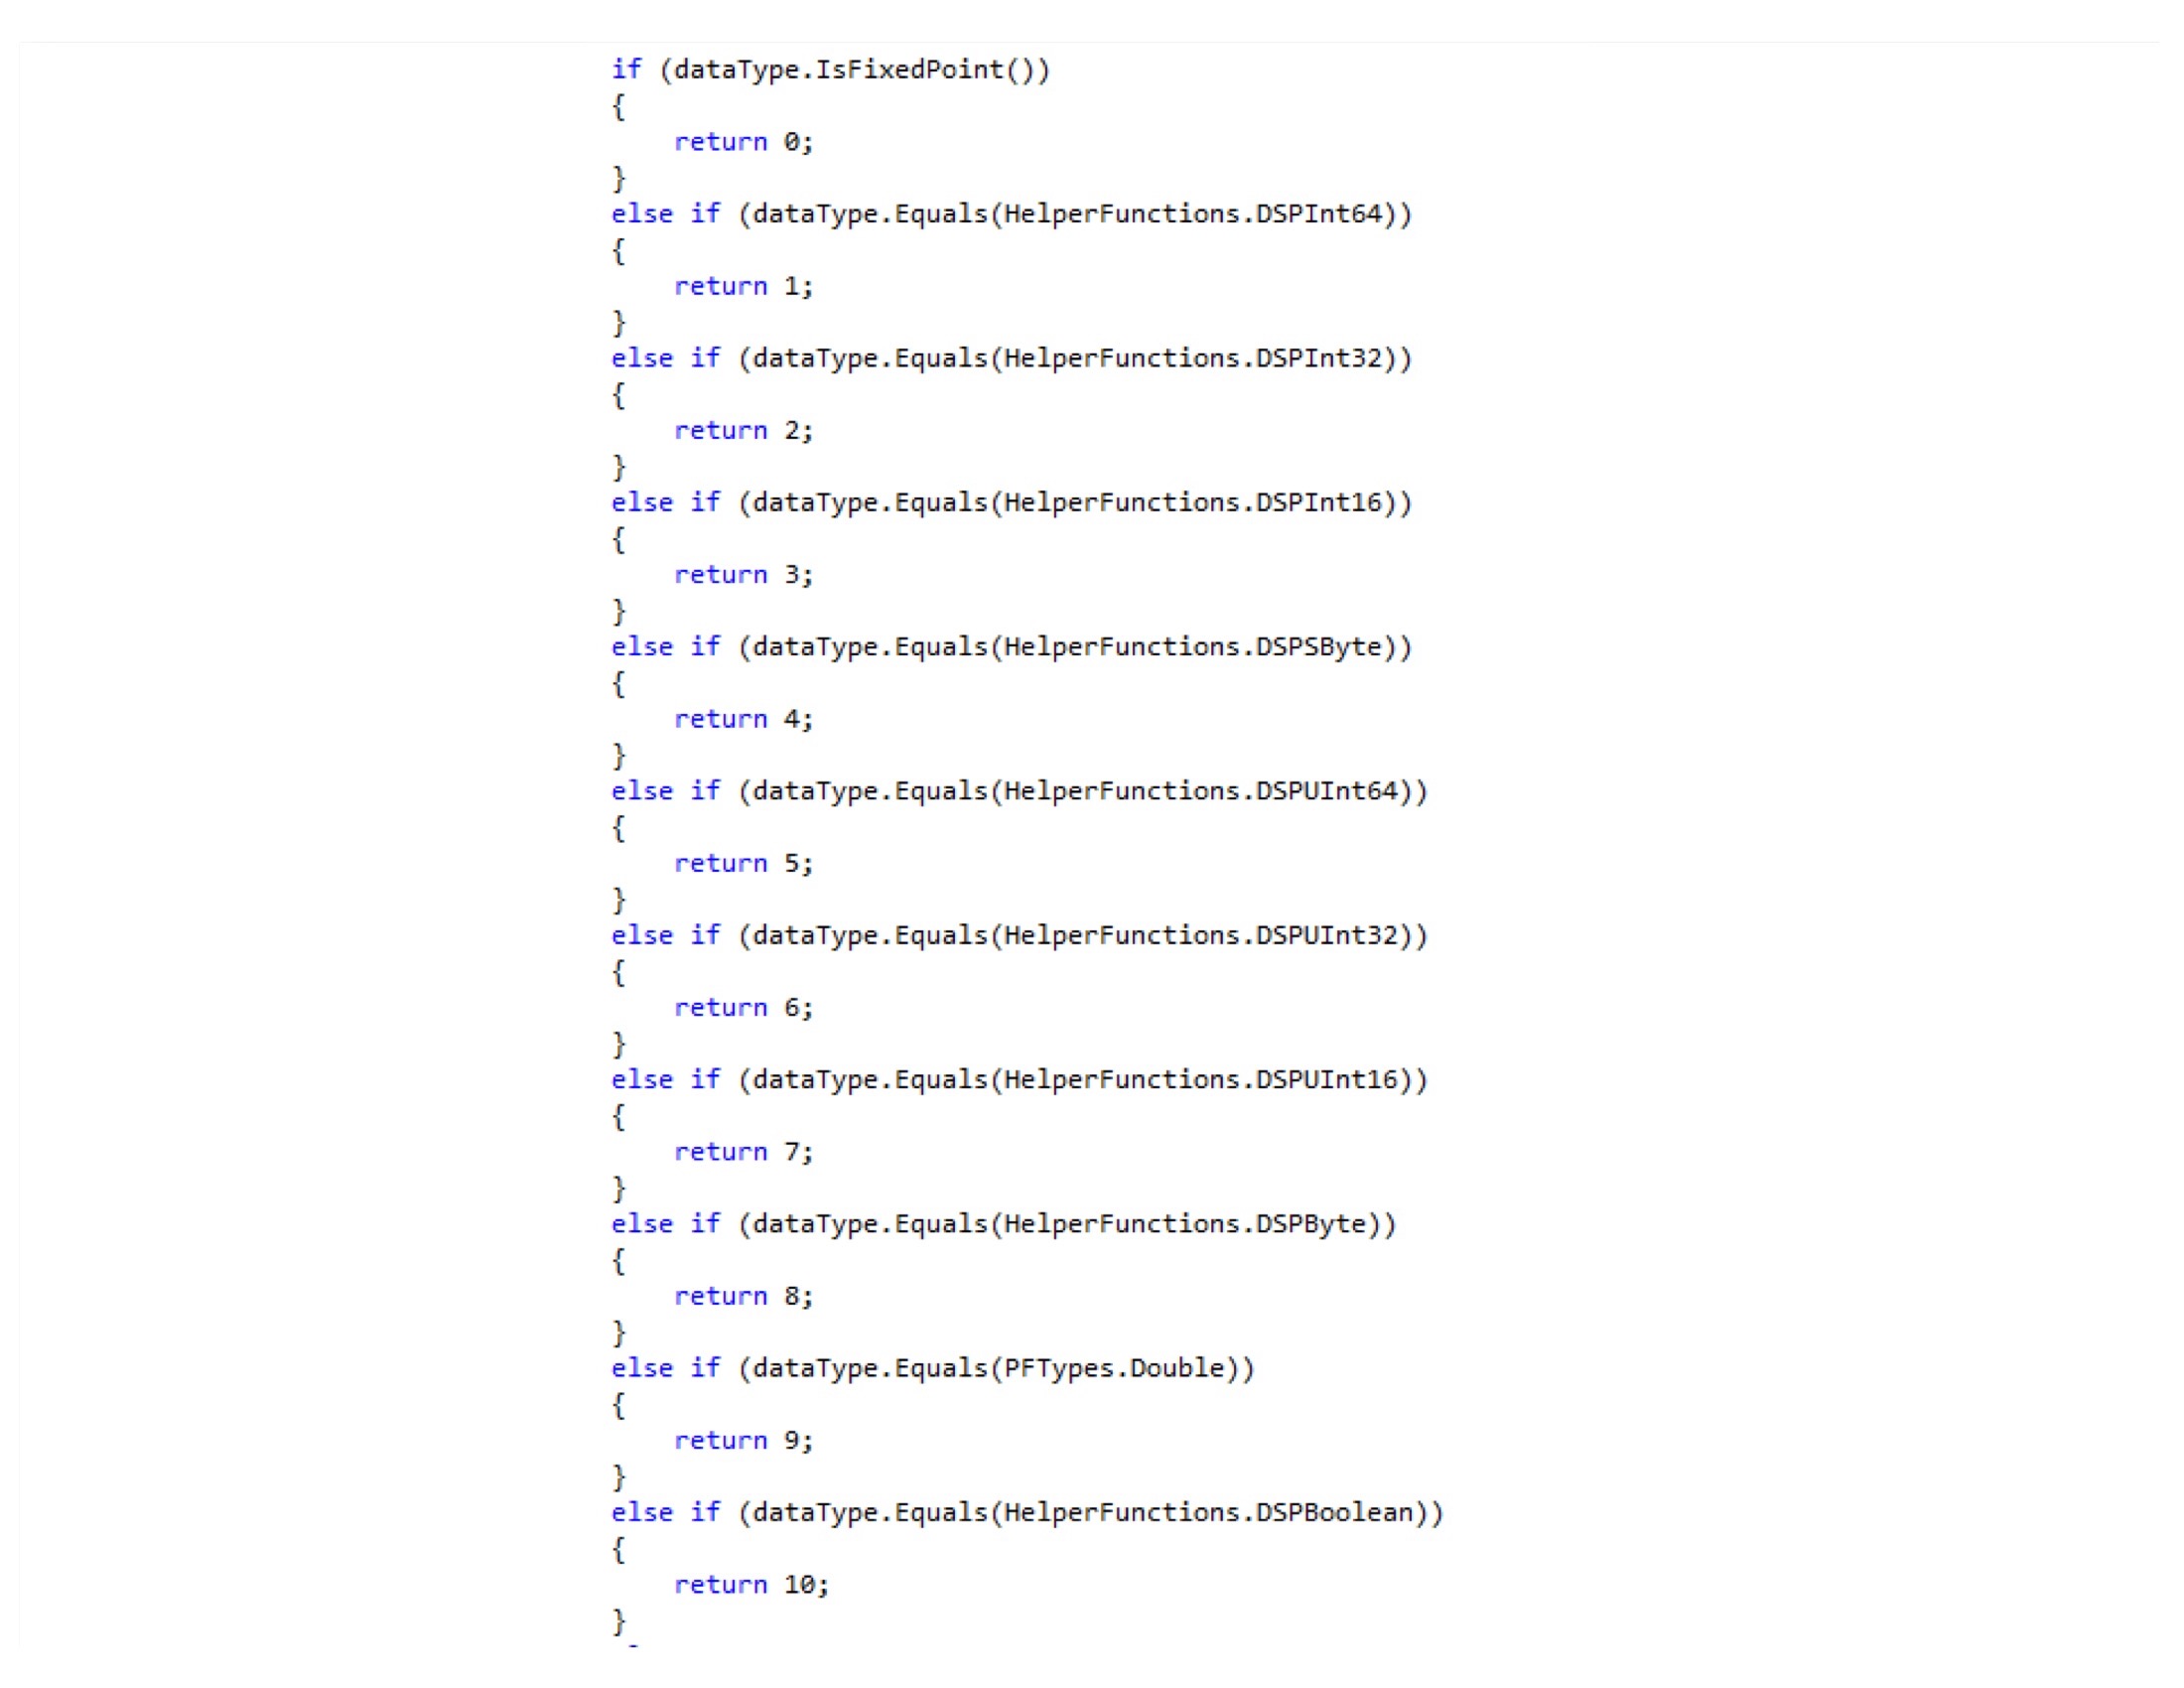 if (dataType.IsFixedPoint())
{
    return 0;
}
else if (dataType.Equals(HelperFunctions.DSPInt64))
{
    return 1;
}
else if (dataType.Equals(HelperFunctions.DSPInt32))
{
    return 2;
}
else if (dataType.Equals(HelperFunctions.DSPInt16))
{
    return 3;
}
else if (dataType.Equals(HelperFunctions.DSPSByte))
{
    return 4;
}
else if (dataType.Equals(HelperFunctions.DSPUInt64))
{
    return 5;
}
else if (dataType.Equals(HelperFunctions.DSPUInt32))
{
    return 6;
}
else if (dataType.Equals(HelperFunctions.DSPUInt16))
{
    return 7;
}
else if (dataType.Equals(HelperFunctions.DSPByte))
{
    return 8;
}
else if (dataType.Equals(PFTypes.Double))
{
    return 9;
}
else if (dataType.Equals(HelperFunctions.DSPBoolean))
{
    return 10;
}